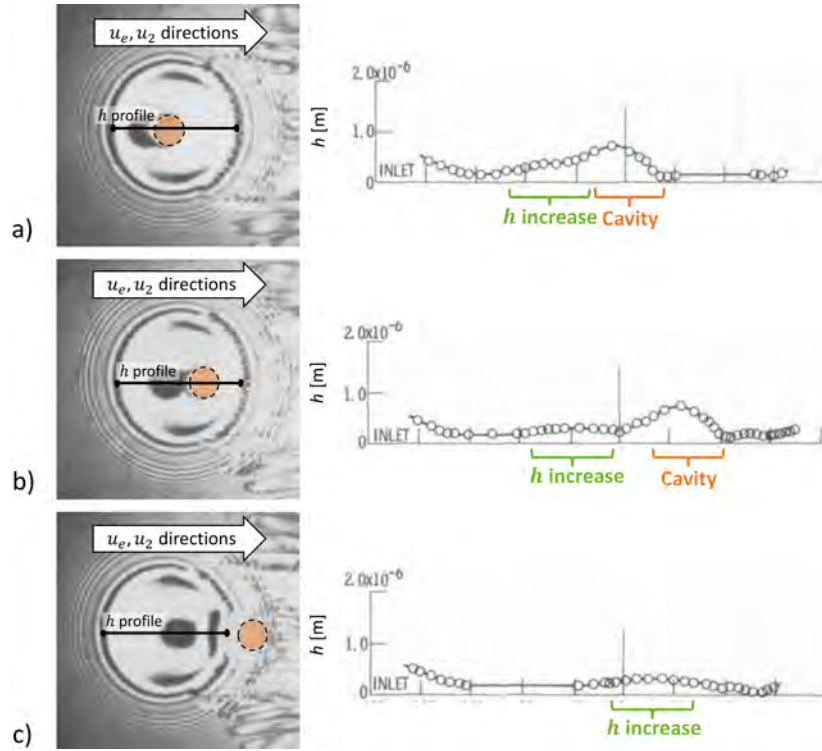 u_e, u_2 directions
h profile
a)
h [m]
2.0x10⁻⁶
1.0
0
INLET
h increase
Cavity
u_e, u_2 directions
h profile
b)
h [m]
2.0x10⁻⁶
1.0
0
INLET
h increase
Cavity
u_e, u_2 directions
h profile
c)
h [m]
2.0x10⁻⁶
1.0
0
INLET
h increase